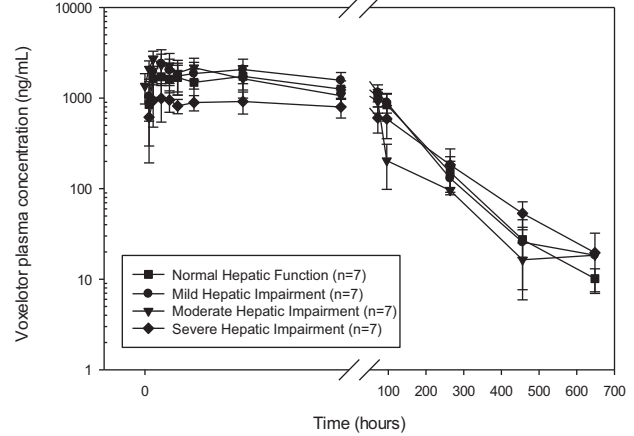 Voxelotor plasma concentration (ng/mL)
10000
1000
100
10
1
Normal Hepatic Function (n=7)
Mild Hepatic Impairment (n=7)
Moderate Hepatic Impairment (n=7)
Severe Hepatic Impairment (n=7)
0 100 200 300 400 500 600 700
Time (hours)